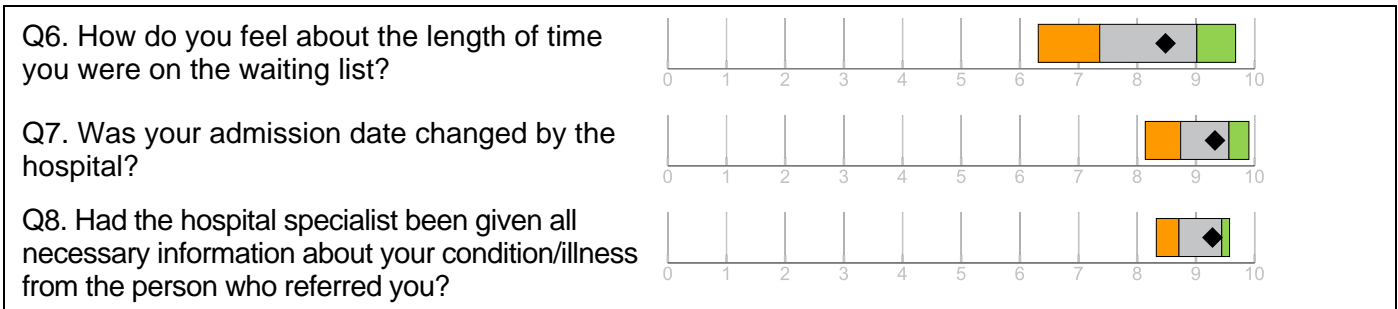 Q6. How do you feel about the length of time
you were on the waiting list?
0 1 2 3 4 5 6 7 8 9 10
Q7. Was your admission date changed by the
hospital?
0 1 2 3 4 5 6 7 8 9 10
Q8. Had the hospital specialist been given all
necessary information about your condition/illness
from the person who referred you?
0 1 2 3 4 5 6 7 8 9 10